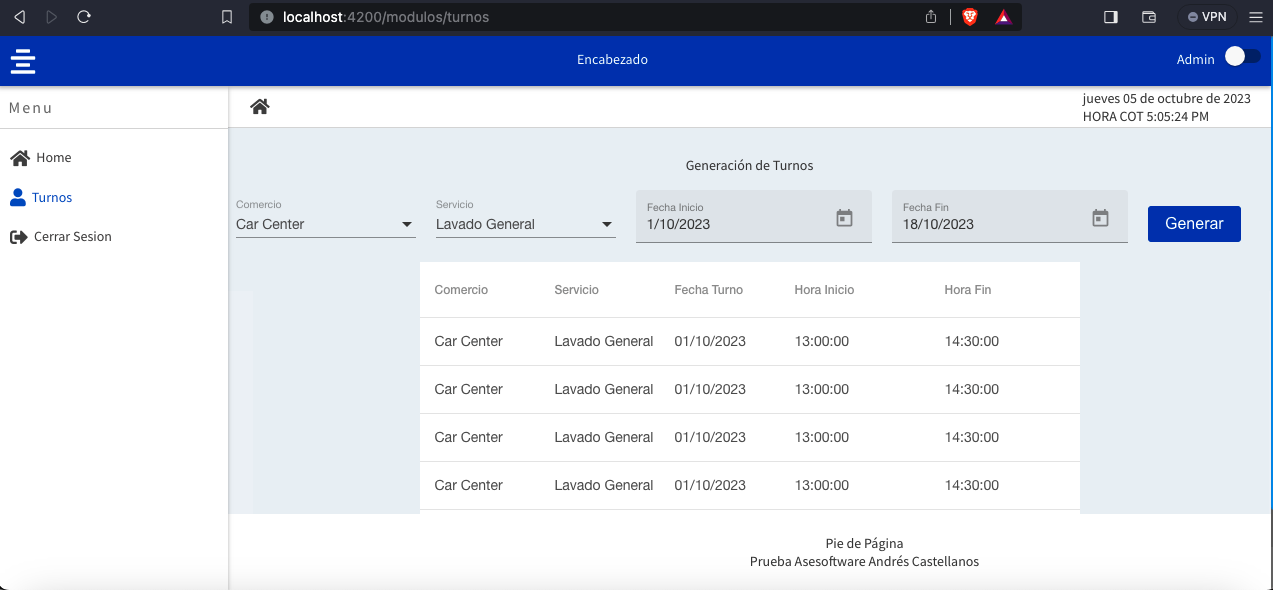 localhost:4200/modulos/turnos
VPN
Encabezado
Admin
Menu
jueves 05 de octubre de 2023
HORA COT 5:05:24 PM
Home
Turnos
Cerrar Sesion
Generación de Turnos
Comercio
Car Center
Servicio
Lavado General
Fecha Inicio
1/10/2023
Fecha Fin
18/10/2023
Generar
Comercio Servicio Fecha Turno Hora Inicio Hora Fin
Car Center Lavado General 01/10/2023 13:00:00 14:30:00
Car Center Lavado General 01/10/2023 13:00:00 14:30:00
Car Center Lavado General 01/10/2023 13:00:00 14:30:00
Car Center Lavado General 01/10/2023 13:00:00 14:30:00
Pie de Página
Prueba Asesoftware Andrés Castellanos